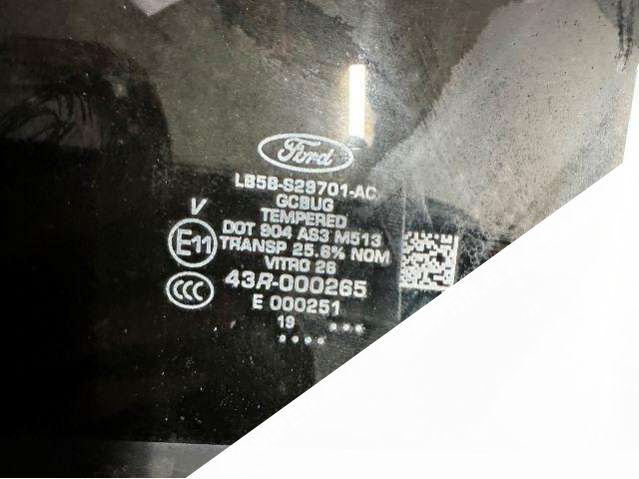 Ford
LB5B-S29701-AC
GCBUG
TEMPERED
V
DOT 904 AS3 M513
E11
TRANSP 25.6% NOM
VITRO 28
CCC
43R-000265
E 000251
19